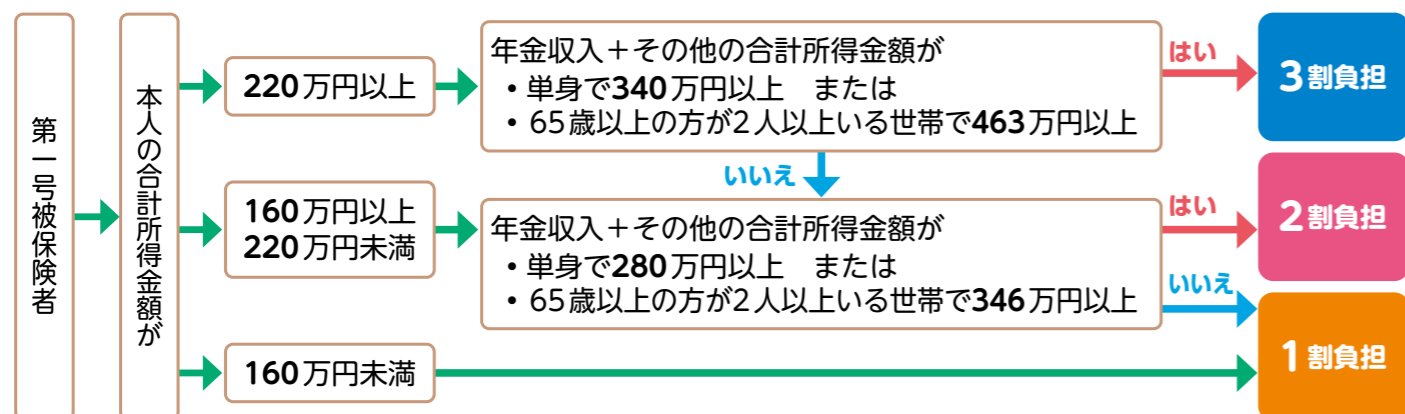 第一号被保険者
本人の合計所得金額が
220万円以上
年金収入＋その他の合計所得金額が
・単身で340万円以上　または
・65歳以上の方が2人以上いる世帯で463万円以上
はい
3割負担
いいえ
160万円以上
220万円未満
年金収入＋その他の合計所得金額が
・単身で280万円以上　または
・65歳以上の方が2人以上いる世帯で346万円以上
はい
2割負担
いいえ
160万円未満
1割負担